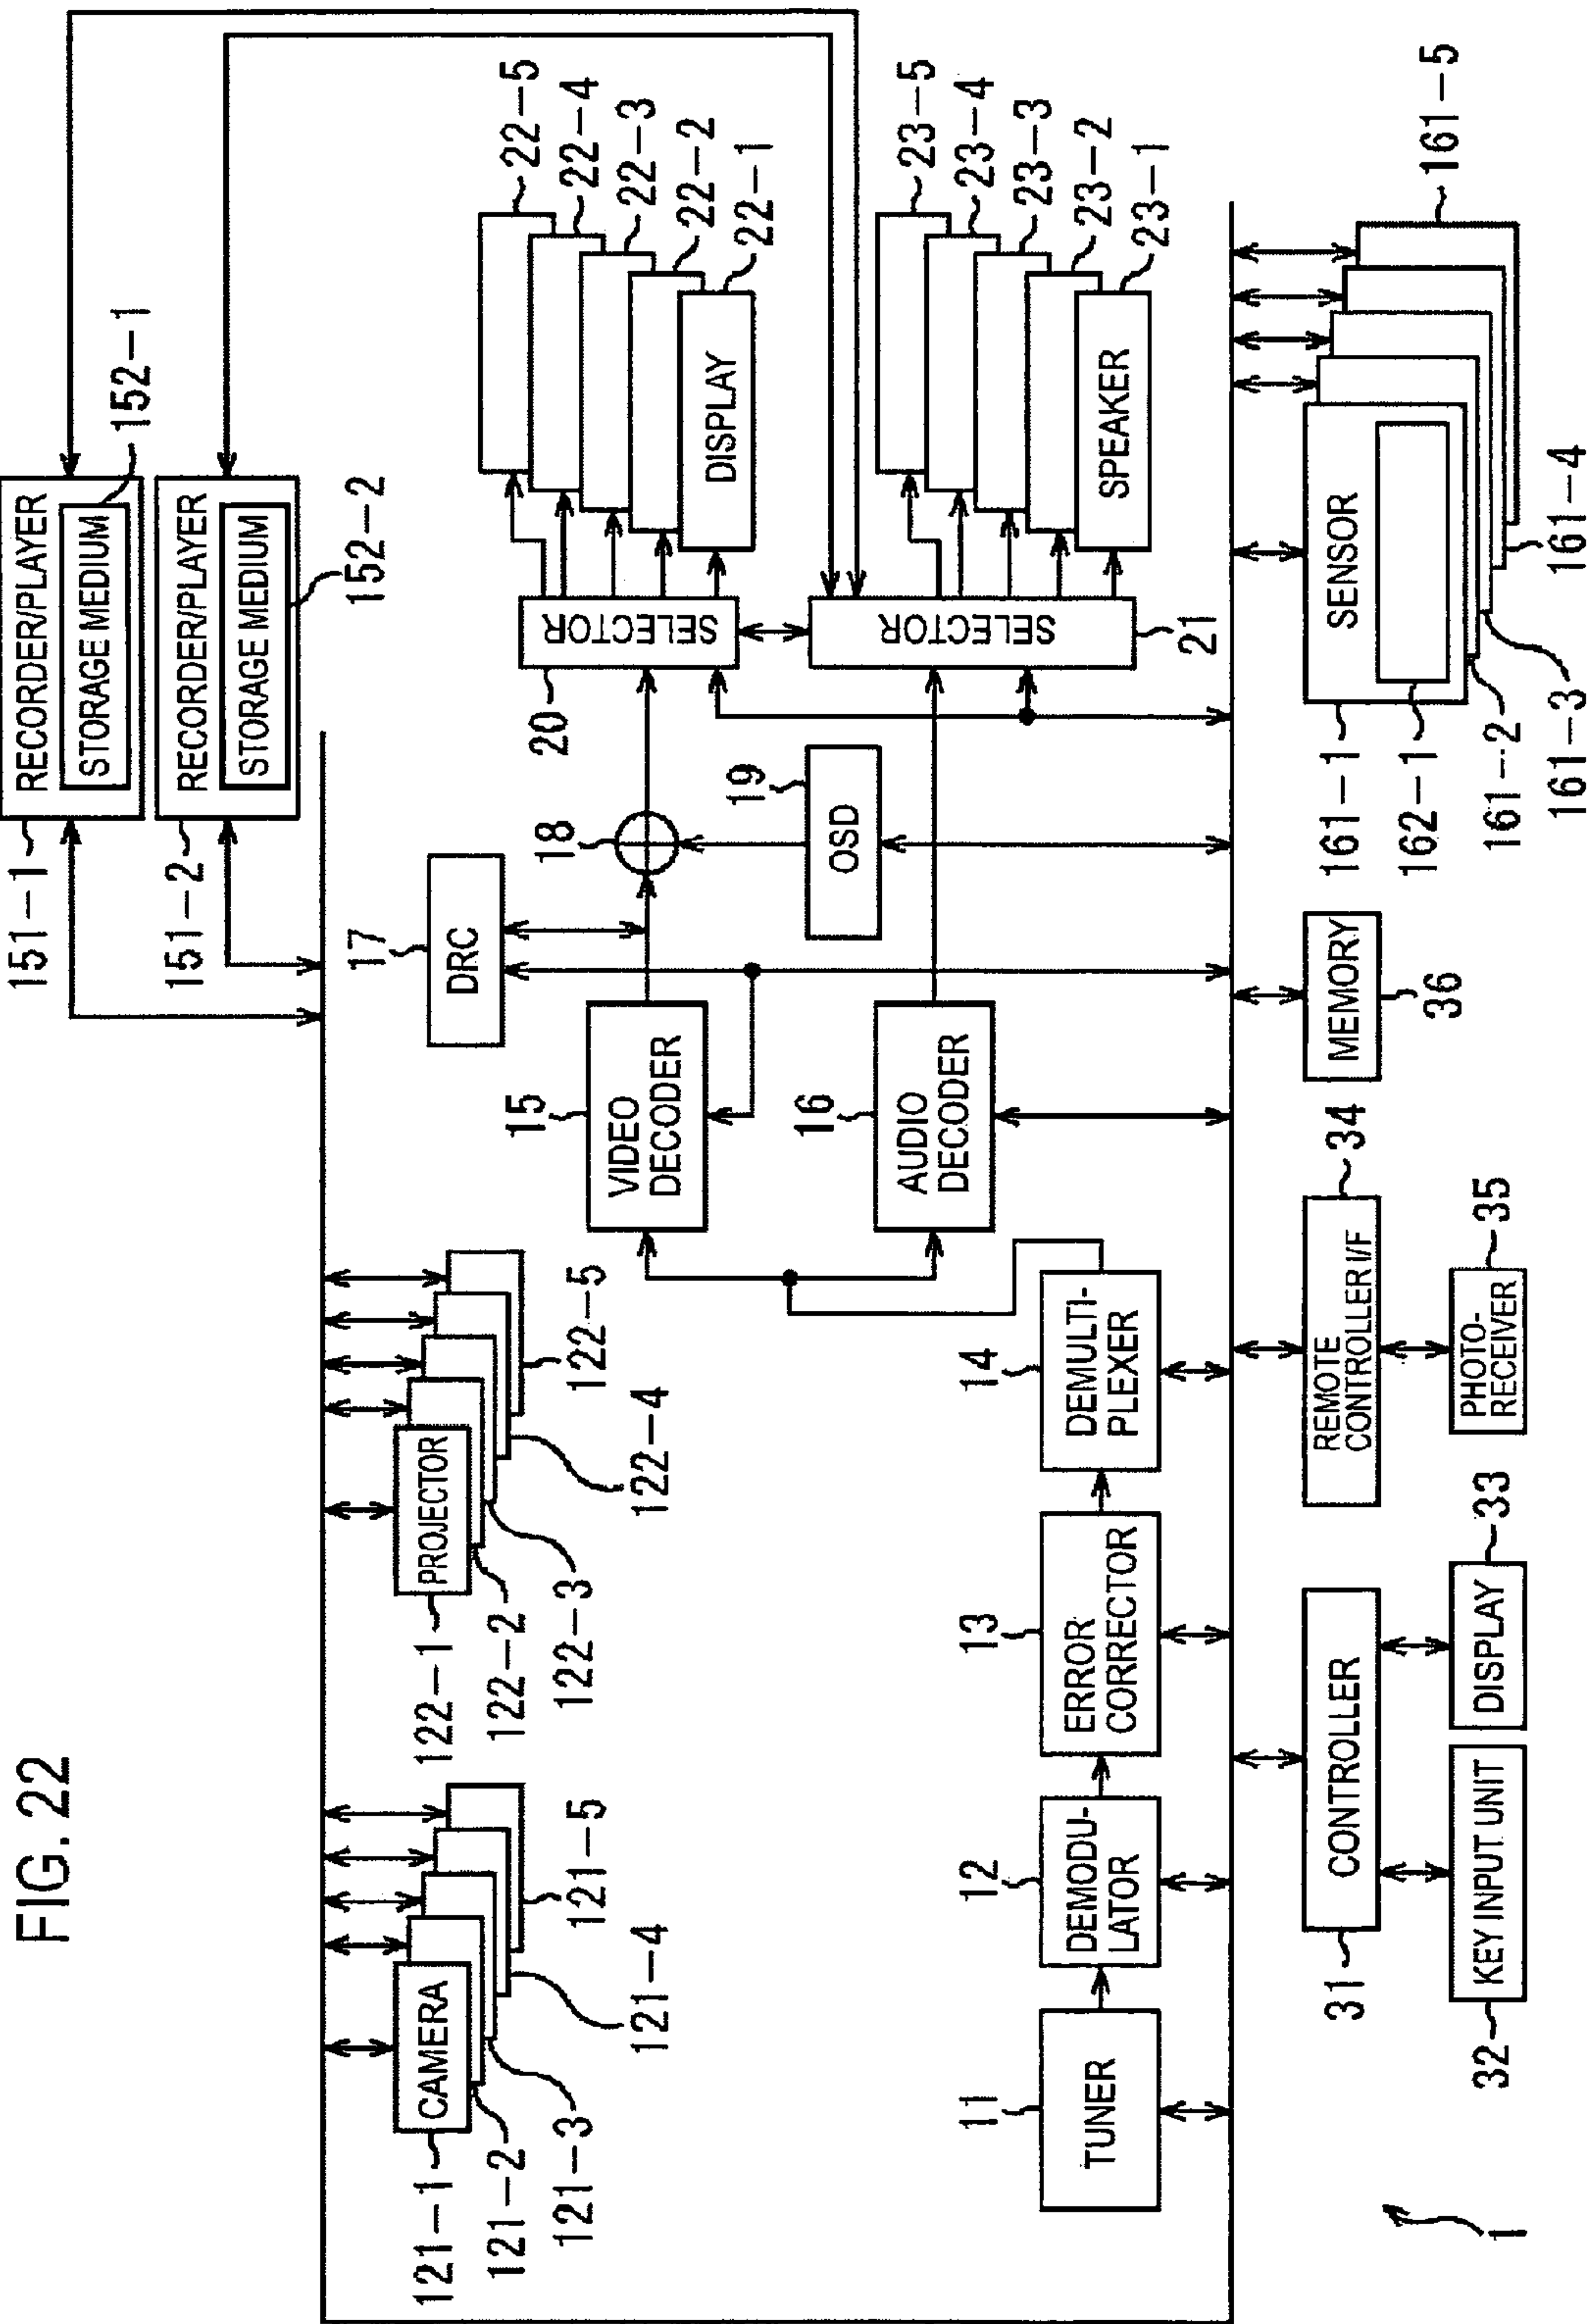 FIG. 22
151-1
RECORDER/PLAYER
STORAGE MEDIUM
152-1
151-2
RECORDER/PLAYER
STORAGE MEDIUM
152-2
121-1
CAMERA
121-2
121-3
121-4
121-5
122-1
PROJECTOR
122-2
122-3
122-4
122-5
17
DRC
15
VIDEO
DECODER
18
20
SELECTOR
22-5
22-4
22-3
22-2
22-1
DISPLAY
19
OSD
16
AUDIO
DECODER
SELECTOR
21
23-5
23-4
23-3
23-2
23-1
SPEAKER
11
TUNER
12
DEMODU-
LATOR
13
ERROR
CORRECTOR
14
DEMULTI-
PLEXER
31
CONTROLLER
32
KEY INPUT UNIT
DISPLAY
33
REMOTE
CONTROLLER I/F
34
PHOTO-
RECEIVER
35
MEMORY
36
SENSOR
161-1
162-1
161-2
161-3
161-4
161-5
1